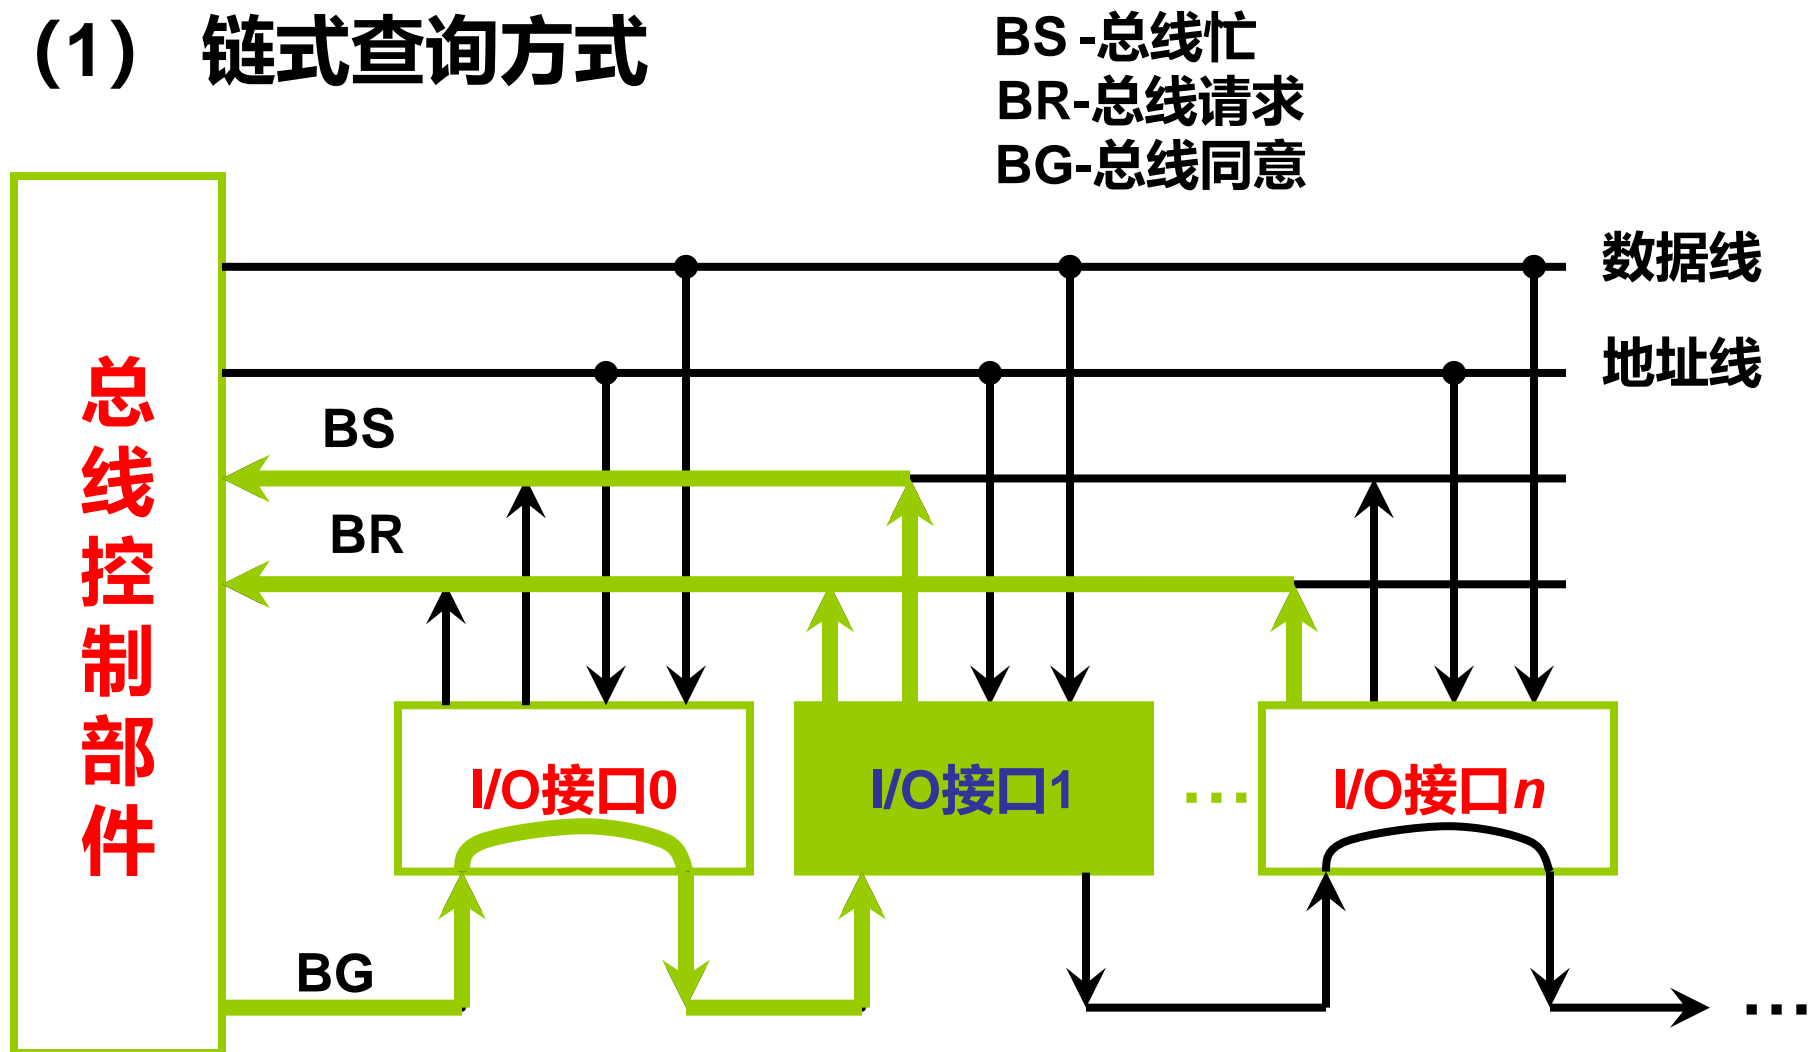 （1） 链式查询方式
BS -总线忙
BR-总线请求
BG-总线同意
数据线
地址线
BS
BR
总线控制部件
I/O接口0
I/O接口1
…
I/O接口n
BG
…